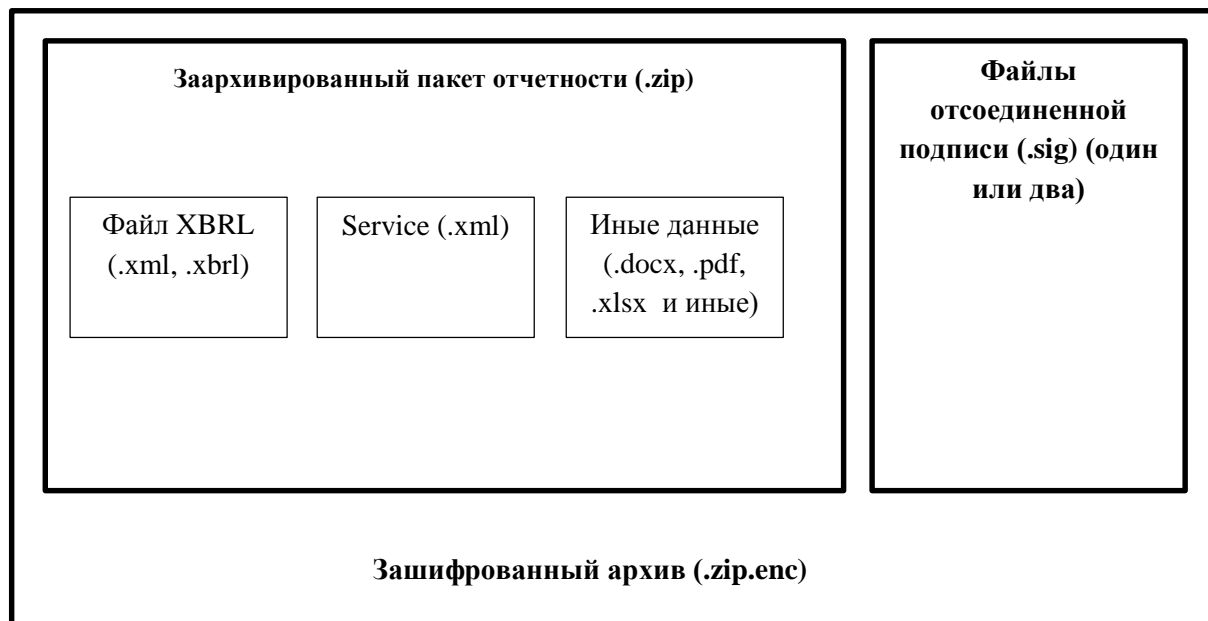 Заархивированный пакет отчетности (.zip)
Файл XBRL
(.xml, .xbrl)
Service (.xml)
Иные данные
(.docx, .pdf,
.xlsx и иные)
Файлы
отсоединенной
подписи (.sig) (один
или два)
Зашифрованный архив (.zip.enc)